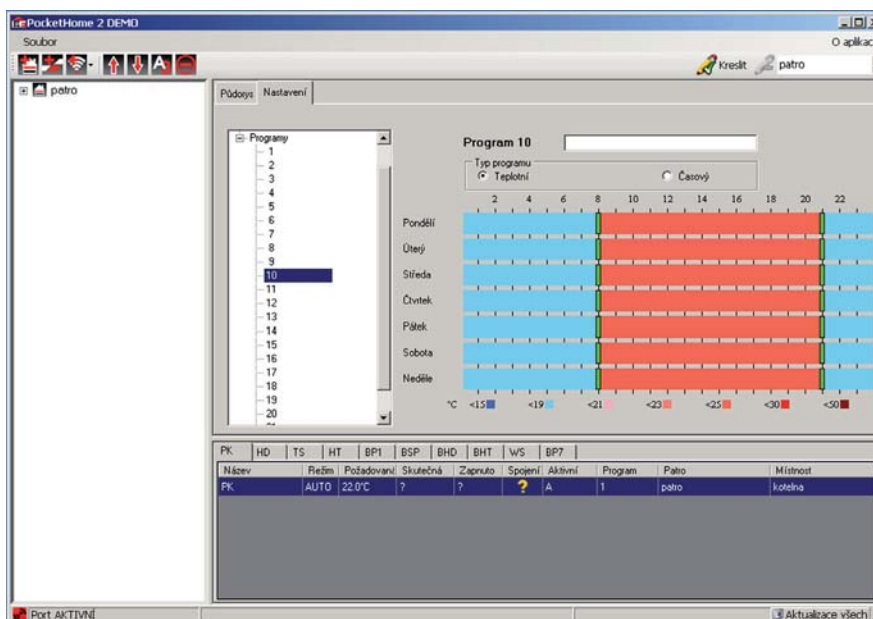 PocketHome 2 DEMO
Soubor
O aplikac
Kreslit patro
patro
Půdorys Nastavení
Programy
1
2
3
4
5
6
7
8
9
10
11
12
13
14
15
16
17
18
19
20
21
Program 10
Typ programu
Teplotní Časový
2 4 6 8 10 12 14 16 18 20 22
Pondělí
Úterý
Středa
Čtvrtek
Pátek
Sobota
Neděle
°C <15 <19 <21 <23 <25 <30 <50
PK HD TS HT BP1 BSP BHD BHT WS BP7
Název Režim Požadovaná Skutečná Zapnuto Spojení Aktivní Program Patro Místnost
PK AUTO 22.0°C ? ? ? A 1 patro kotelna
Port AKTIVNÍ
Aktualizace všech